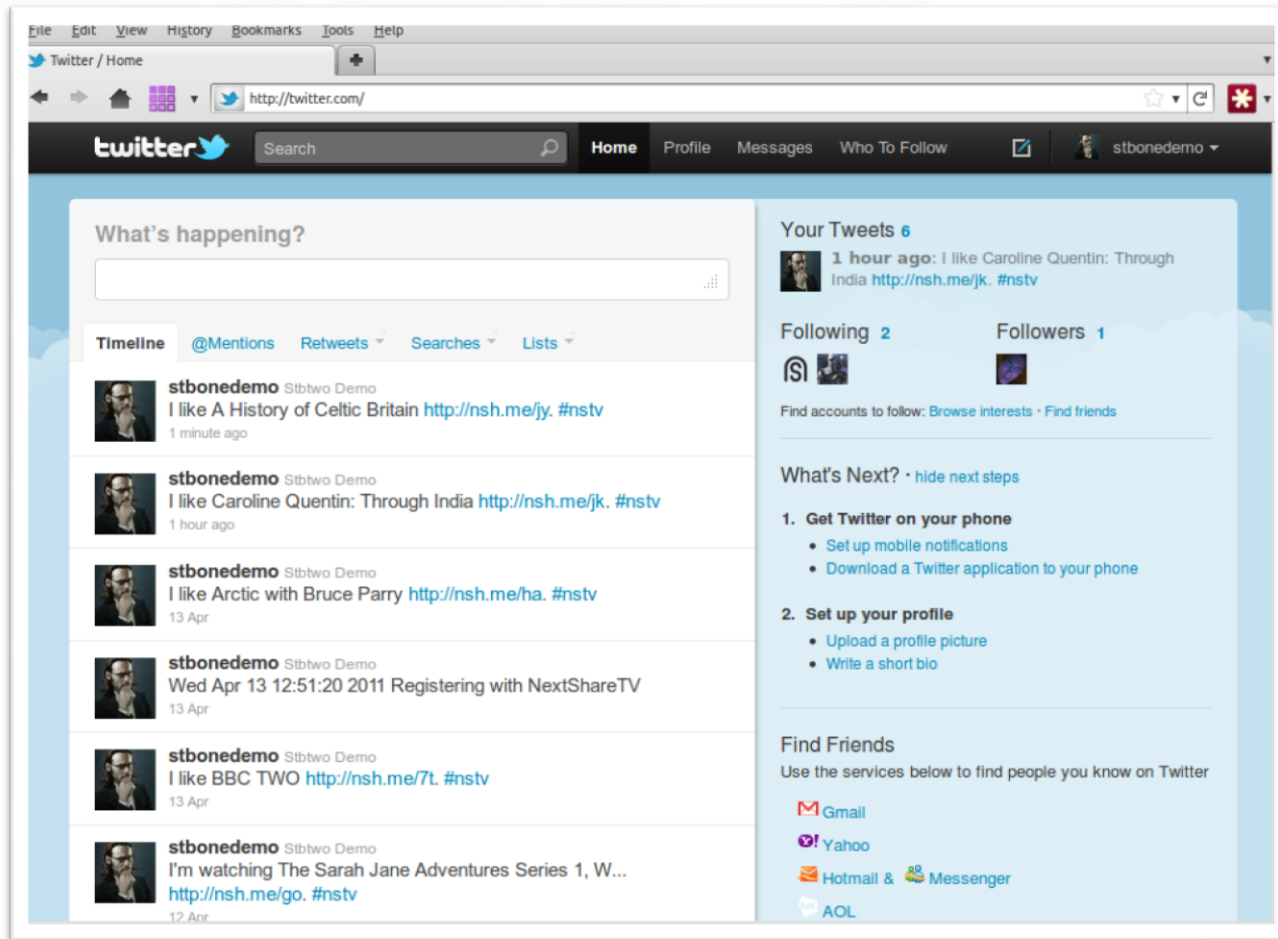 File Edit View History Bookmarks Tools Help
Twitter / Home
http://twitter.com/
twitter Search Home Profile Messages Who To Follow stbonedemo
What's happening?
Timeline @Mentions Retweets Searches Lists
stbonedemo Stbtwo Demo
I like A History of Celtic Britain http://nsh.me/jy. #nstv
1 minute ago
stbonedemo Stbtwo Demo
I like Caroline Quentin: Through India http://nsh.me/jk. #nstv
1 hour ago
stbonedemo Stbtwo Demo
I like Arctic with Bruce Parry http://nsh.me/ha. #nstv
13 Apr
stbonedemo Stbtwo Demo
Wed Apr 13 12:51:20 2011 Registering with NextShareTV
13 Apr
stbonedemo Stbtwo Demo
I like BBC TWO http://nsh.me/7t. #nstv
13 Apr
stbonedemo Stbtwo Demo
I'm watching The Sarah Jane Adventures Series 1, W...
http://nsh.me/go. #nstv
12 Apr
Your Tweets 6
1 hour ago: I like Caroline Quentin: Through
India http://nsh.me/jk. #nstv
Following 2 Followers 1
Find accounts to follow: Browse interests · Find friends
What's Next? · hide next steps
1. Get Twitter on your phone
• Set up mobile notifications
• Download a Twitter application to your phone
2. Set up your profile
• Upload a profile picture
• Write a short bio
Find Friends
Use the services below to find people you know on Twitter
Gmail
Yahoo
Hotmail & Messenger
AOL